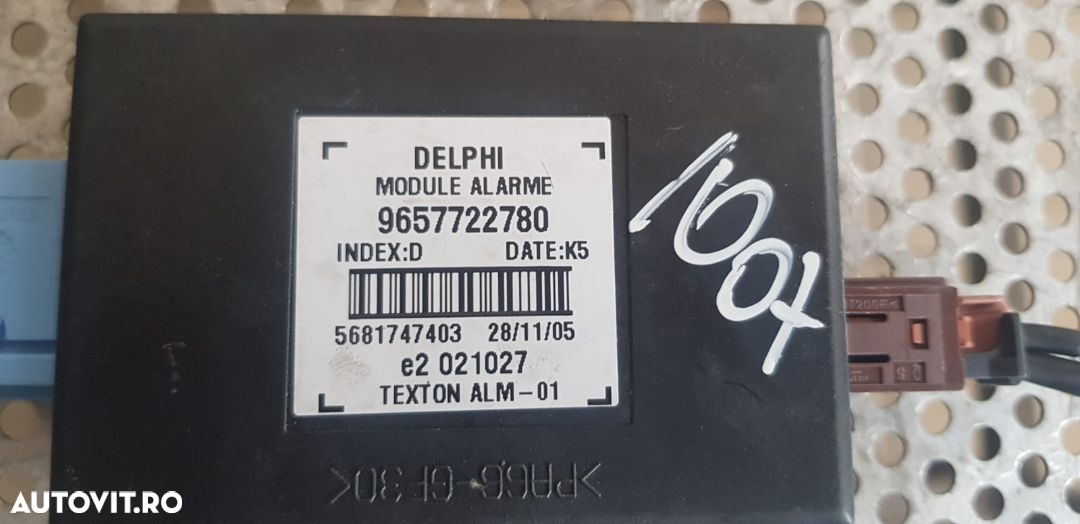 DELPHI
MODULE ALARME
9657722780
INDEX:D DATE:K5
5681747403 28/11/05
e2 021027
TEXTON ALM-01
>PA66-GF30<
AUTOVIT.RO